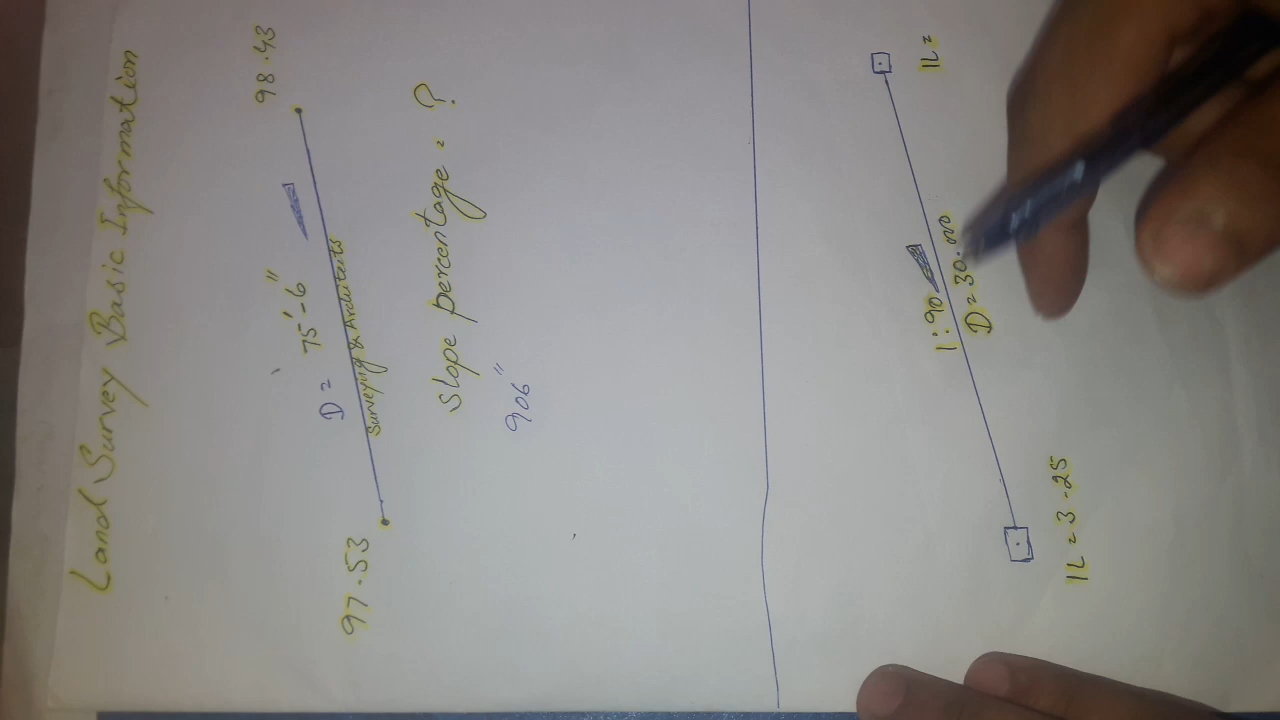 Land Survey Basic Information
98.43
D = 75'-6"
Surveying & Architects
97.53
Slope percentage = ?
906"
IL =
1:90
D = 30.00
IL = 3.25